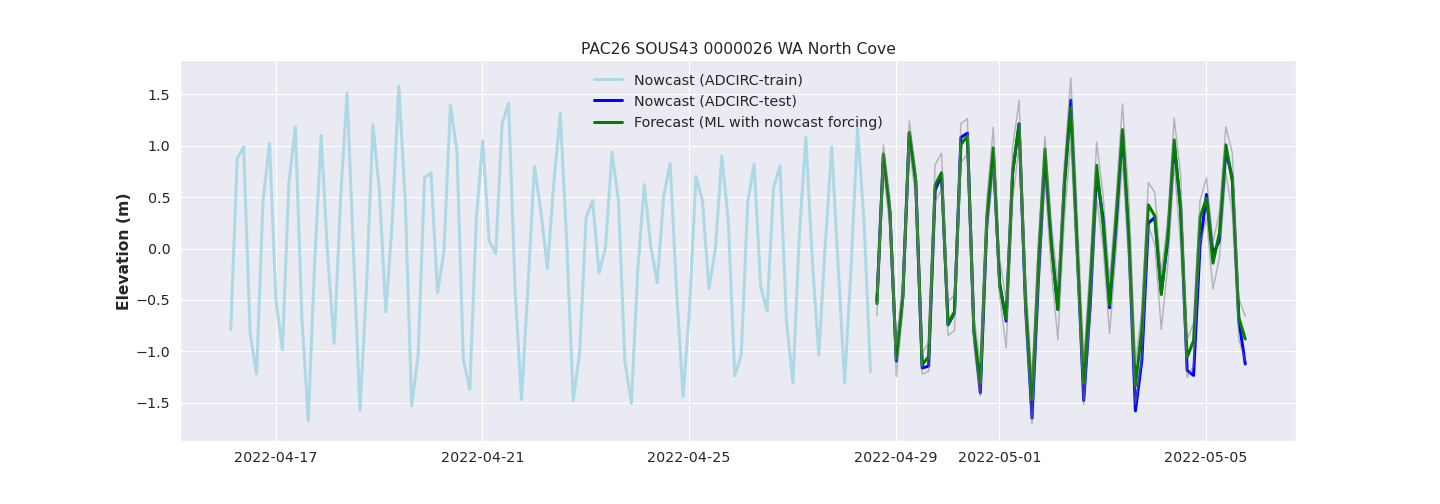 PAC26 SOUS43 0000026 WA North Cove
Nowcast (ADCIRC-train)
Nowcast (ADCIRC-test)
Forecast (ML with nowcast forcing)
Elevation (m)
1.5
1.0
0.5
0.0
−0.5
−1.0
−1.5
2022-04-17 2022-04-21 2022-04-25 2022-04-29 2022-05-01 2022-05-05